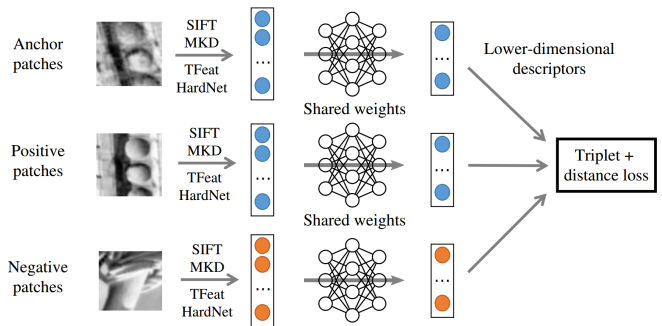 Anchor
patches
SIFT
MKD
...
TFeat
HardNet
...
Lower-dimensional
descriptors
Shared weights
Positive
patches
SIFT
MKD
...
TFeat
HardNet
...
Triplet +
distance loss
Shared weights
Negative
patches
SIFT
MKD
...
TFeat
HardNet
...